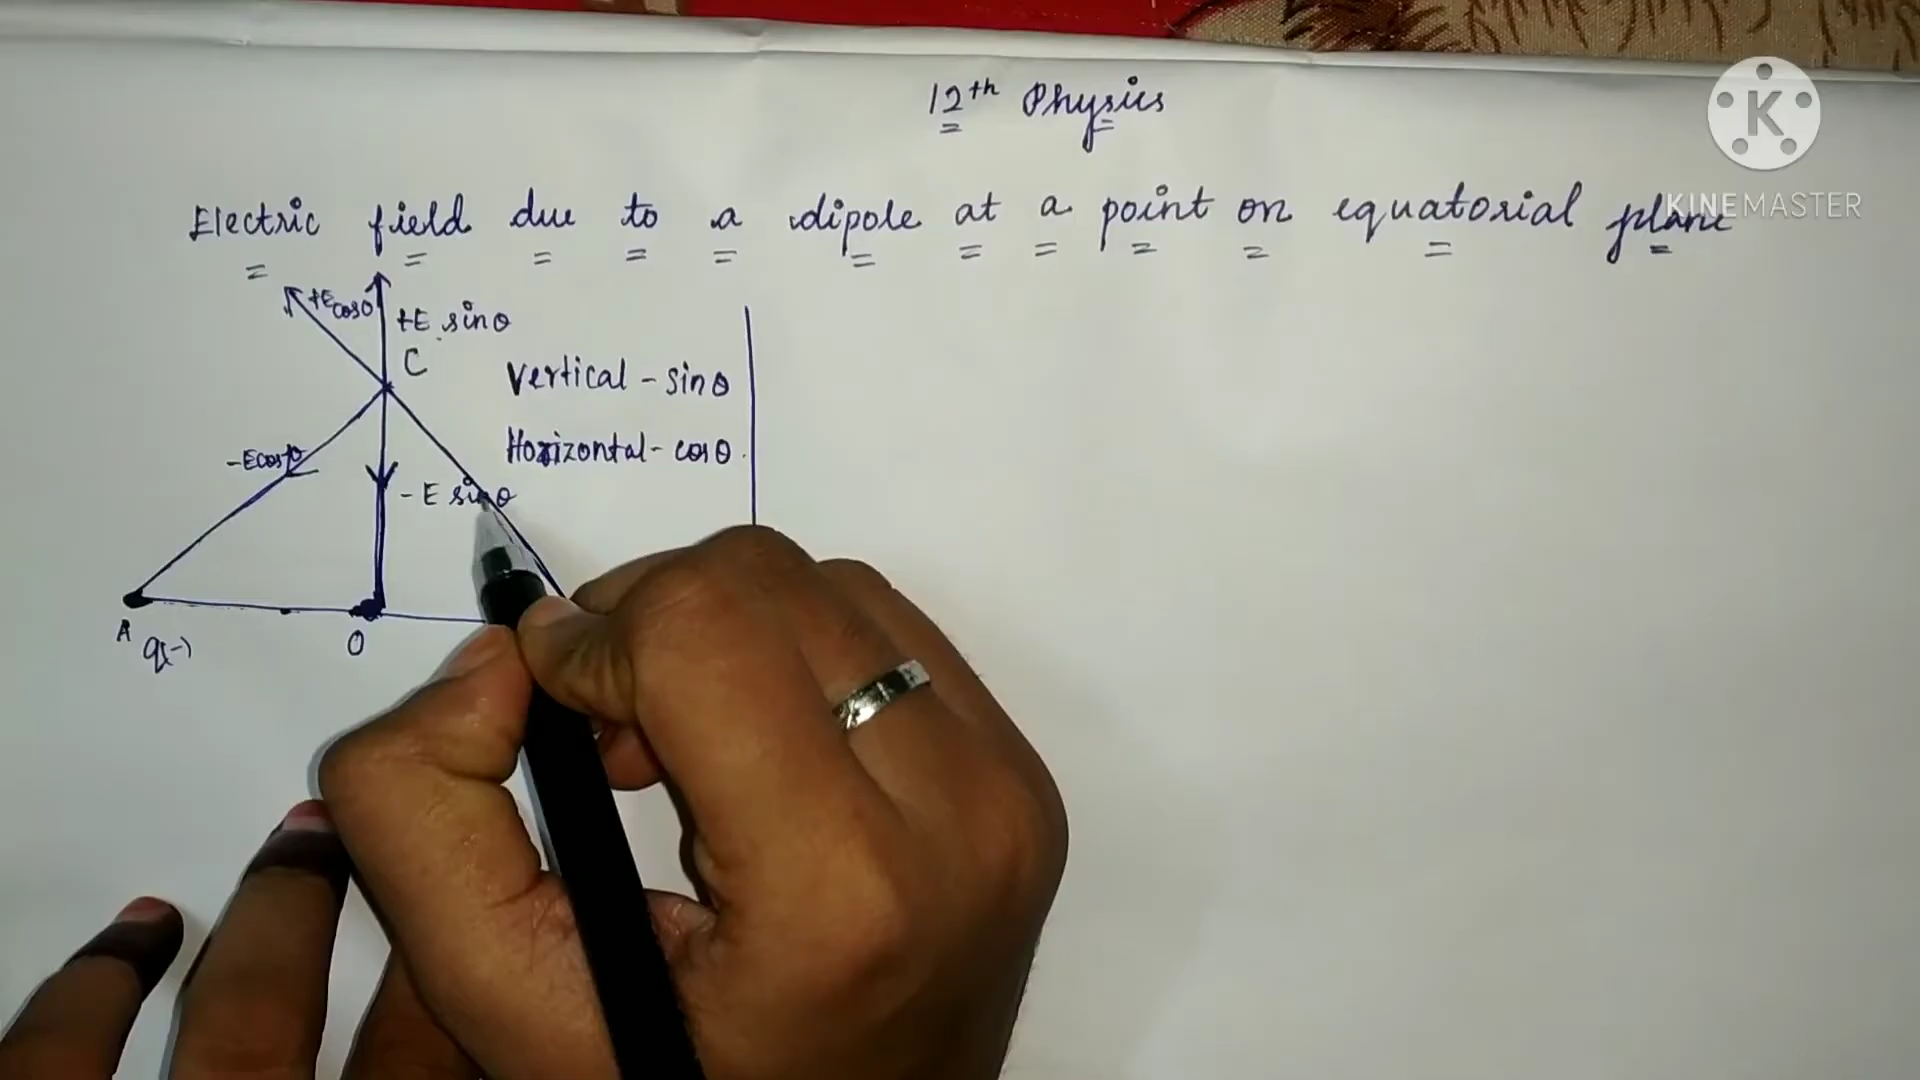 12th Physics
K
KINEMASTER
Electric field due to a dipole at a point on equatorial plane
+E cosθ
+E sinθ
C
Vertical - sinθ
Horizontal - cosθ
-E cosθ
-E sinθ
A
q(-)
O